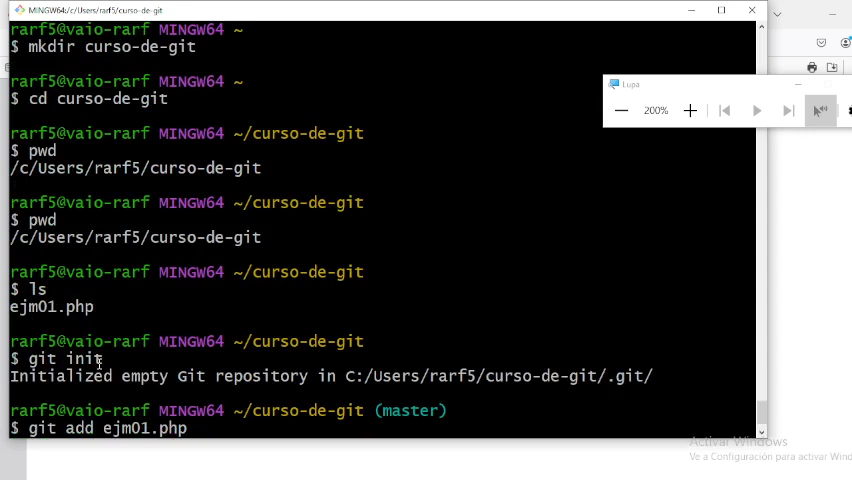 MINGW64:/c/Users/rarf5/curso-de-git
rarf5@vaio-rarf MINGW64 ~
$ mkdir curso-de-git
rarf5@vaio-rarf MINGW64 ~
$ cd curso-de-git
rarf5@vaio-rarf MINGW64 ~/curso-de-git
$ pwd
/c/Users/rarf5/curso-de-git
rarf5@vaio-rarf MINGW64 ~/curso-de-git
$ pwd
/c/Users/rarf5/curso-de-git
rarf5@vaio-rarf MINGW64 ~/curso-de-git
$ ls
ejm01.php
rarf5@vaio-rarf MINGW64 ~/curso-de-git
$ git init
Initialized empty Git repository in C:/Users/rarf5/curso-de-git/.git/
rarf5@vaio-rarf MINGW64 ~/curso-de-git (master)
$ git add ejm01.php
Lupa
200%
Activar Windows
Ve a Configuración para activar Wind